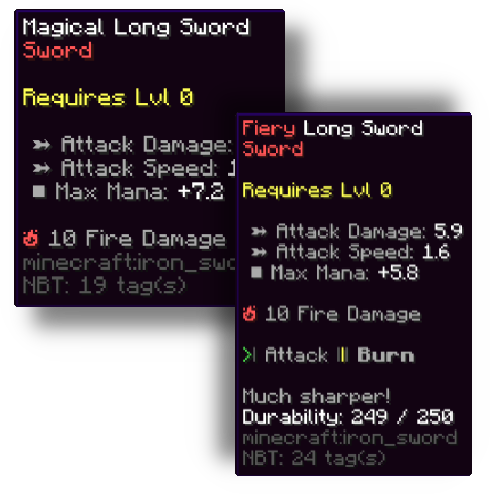 Magical Long Sword
Sword
Requires Lvl 0
➳ Attack Damage:
➳ Attack Speed: 1
■ Max Mana: +7.2
10 Fire Damage
minecraft:iron_swo
NBT: 19 tag(s)
Fiery Long Sword
Sword
Requires Lvl 0
➳ Attack Damage: 5.9
➳ Attack Speed: 1.6
■ Max Mana: +5.8
10 Fire Damage
Attack || Burn
Much sharper!
Durability: 249 / 250
minecraft:iron_sword
NBT: 24 tag(s)